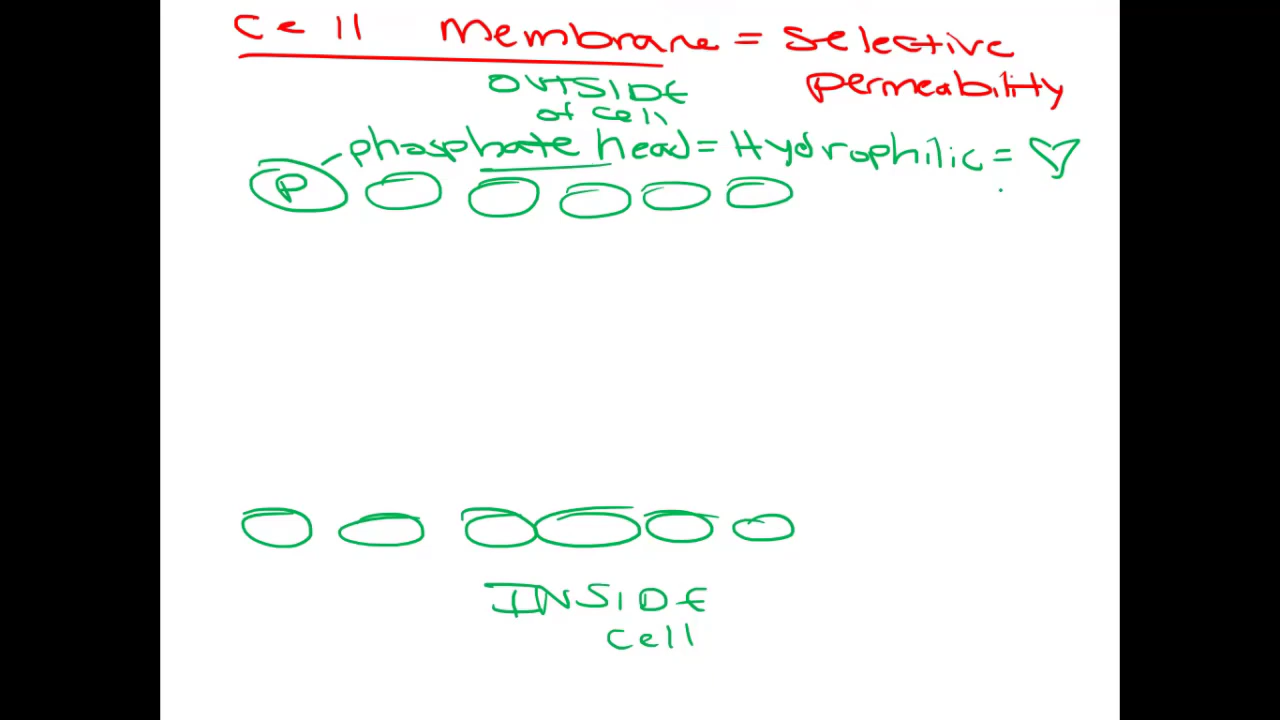 Cell Membrane = selective
permeability
OUTSIDE
of cell
phosphate head = Hydrophilic = ♡
P
INSIDE
cell